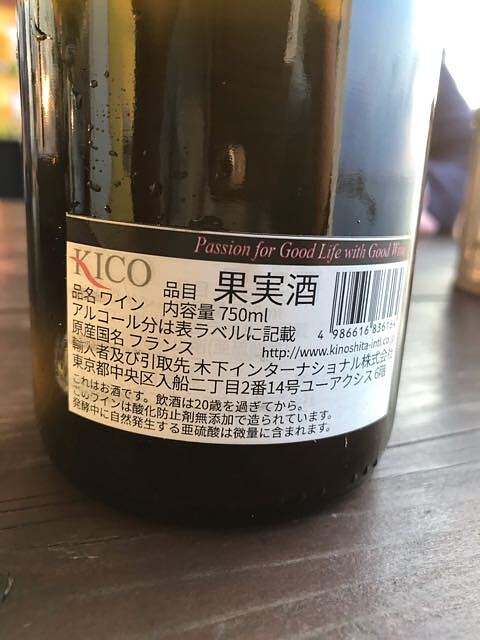 Passion for Good Life with Good Wine
KICO
品名 ワイン 品目 果実酒
内容量 750ml
アルコール分は表ラベルに記載
原産国名 フランス
http://www.kinoshita-intl.co.jp
輸入者及び引取先 木下インターナショナル株式会社
東京都中央区入船二丁目2番14号ユーアクシス 6階
これはお酒です。飲酒は20歳を過ぎてから。
このワインは酸化防止剤無添加で造られています。
発酵中に自然発生する亜硫酸は微量に含まれます。